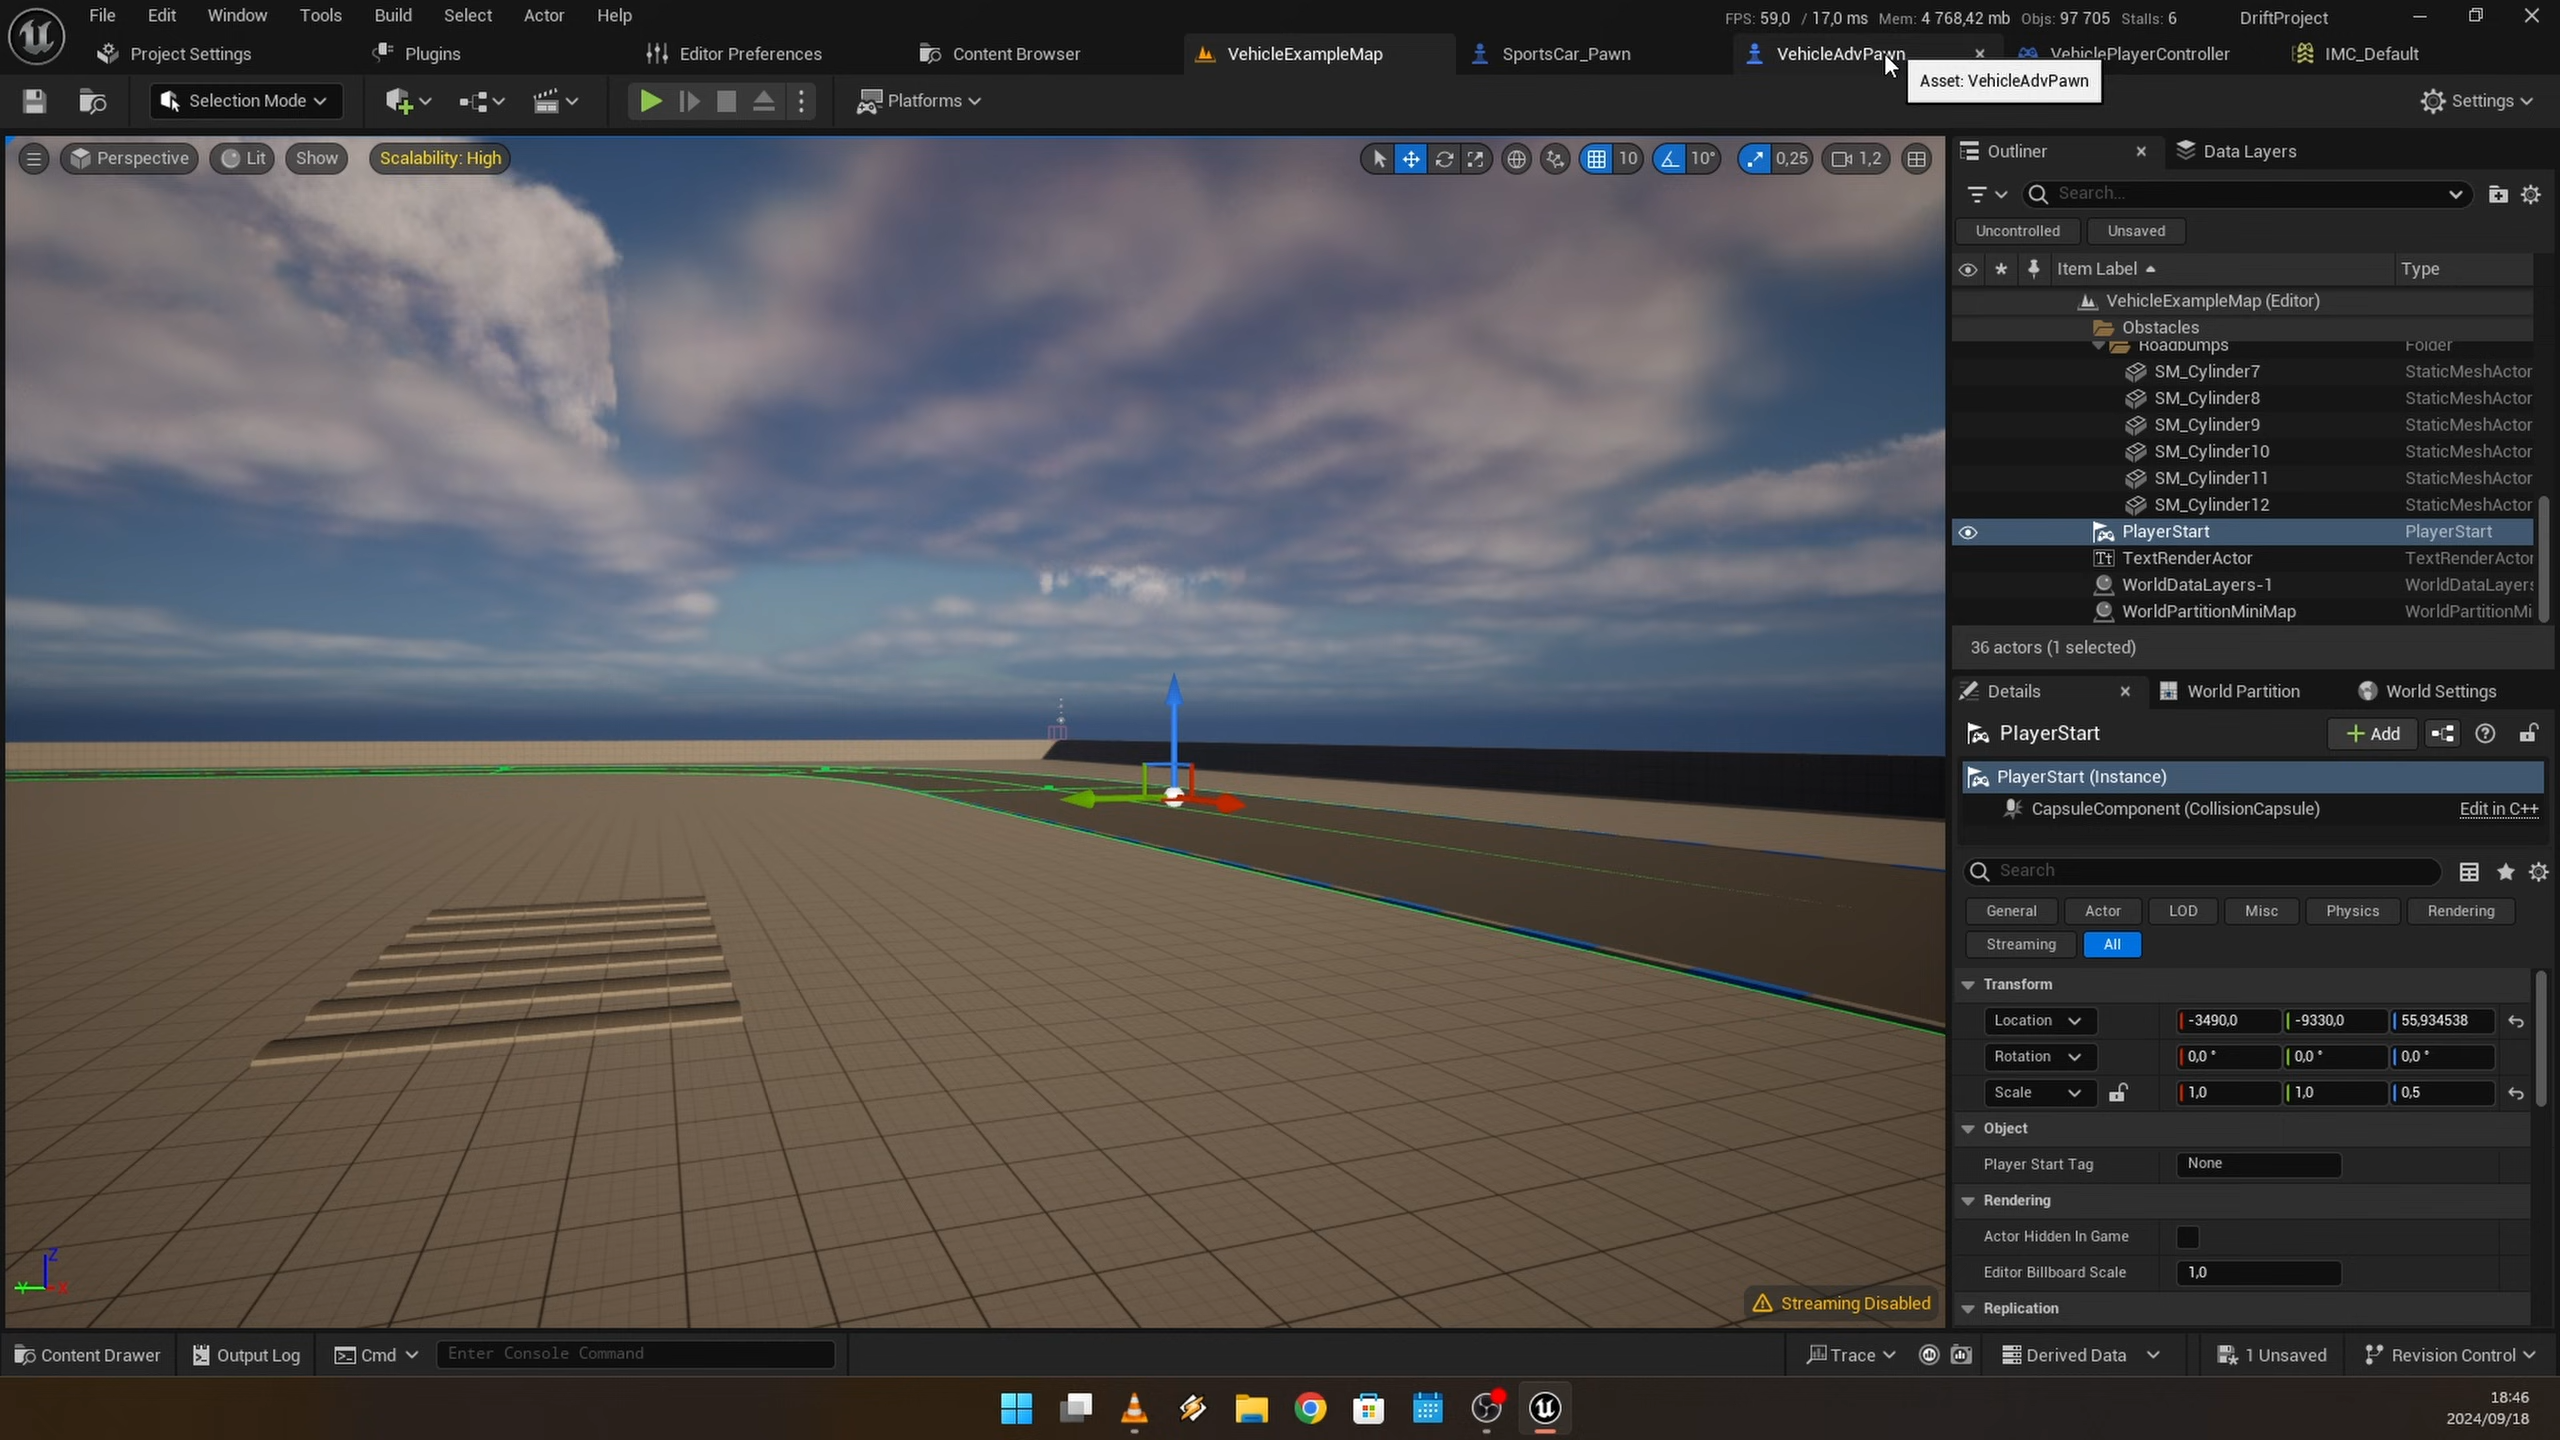 File Edit Window Tools Build Select Actor Help
FPS: 59,0 / 17,0 ms Mem: 4 768,42 mb Objs: 97 705 Stalls: 6 DriftProject
Project Settings Plugins Editor Preferences Content Browser VehicleExampleMap SportsCar_Pawn VehicleAdvPawn VehiclePlayerController IMC_Default
Asset: VehicleAdvPawn
Selection Mode Platforms Settings
Perspective Lit Show Scalability: High 10 10° 0,25 1,2
Outliner Data Layers
Search...
Uncontrolled Unsaved
Item Label Type
VehicleExampleMap (Editor)
Obstacles
Roadbumps Folder
SM_Cylinder7 StaticMeshActor
SM_Cylinder8 StaticMeshActor
SM_Cylinder9 StaticMeshActor
SM_Cylinder10 StaticMeshActor
SM_Cylinder11 StaticMeshActor
SM_Cylinder12 StaticMeshActor
PlayerStart PlayerStart
TextRenderActor TextRenderActor
WorldDataLayers-1 WorldDataLayers
WorldPartitionMiniMap WorldPartitionMi
36 actors (1 selected)
Details World Partition World Settings
PlayerStart Add
PlayerStart (Instance)
CapsuleComponent (CollisionCapsule) Edit in C++
Search
General Actor LOD Misc Physics Rendering
Streaming All
Transform
Location -3490,0 -9330,0 55,934538
Rotation 0,0 ° 0,0 ° 0,0 °
Scale 1,0 1,0 0,5
Object
Player Start Tag None
Rendering
Actor Hidden In Game
Editor Billboard Scale 1,0
Replication
Z
Y X
Streaming Disabled
Content Drawer Output Log Cmd Enter Console Command Trace Derived Data 1 Unsaved Revision Control
18:46
2024/09/18